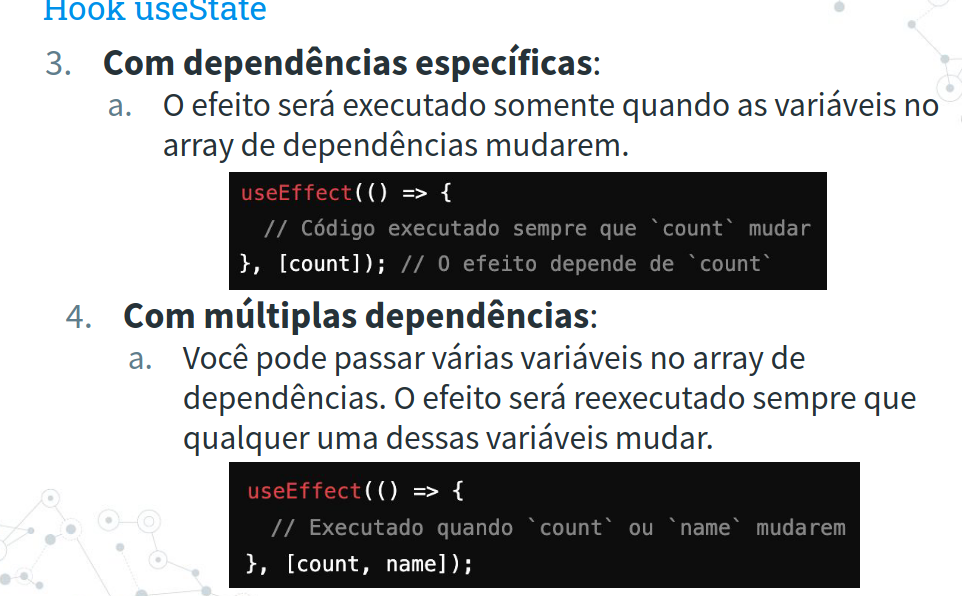 Hook useState
3. Com dependências específicas:
a. O efeito será executado somente quando as variáveis no
array de dependências mudarem.
useEffect(() => {
// Código executado sempre que `count` mudar
}, [count]); // O efeito depende de `count`
4. Com múltiplas dependências:
a. Você pode passar várias variáveis no array de
dependências. O efeito será reexecutado sempre que
qualquer uma dessas variáveis mudar.
useEffect(() => {
// Executado quando `count` ou `name` mudarem
}, [count, name]);